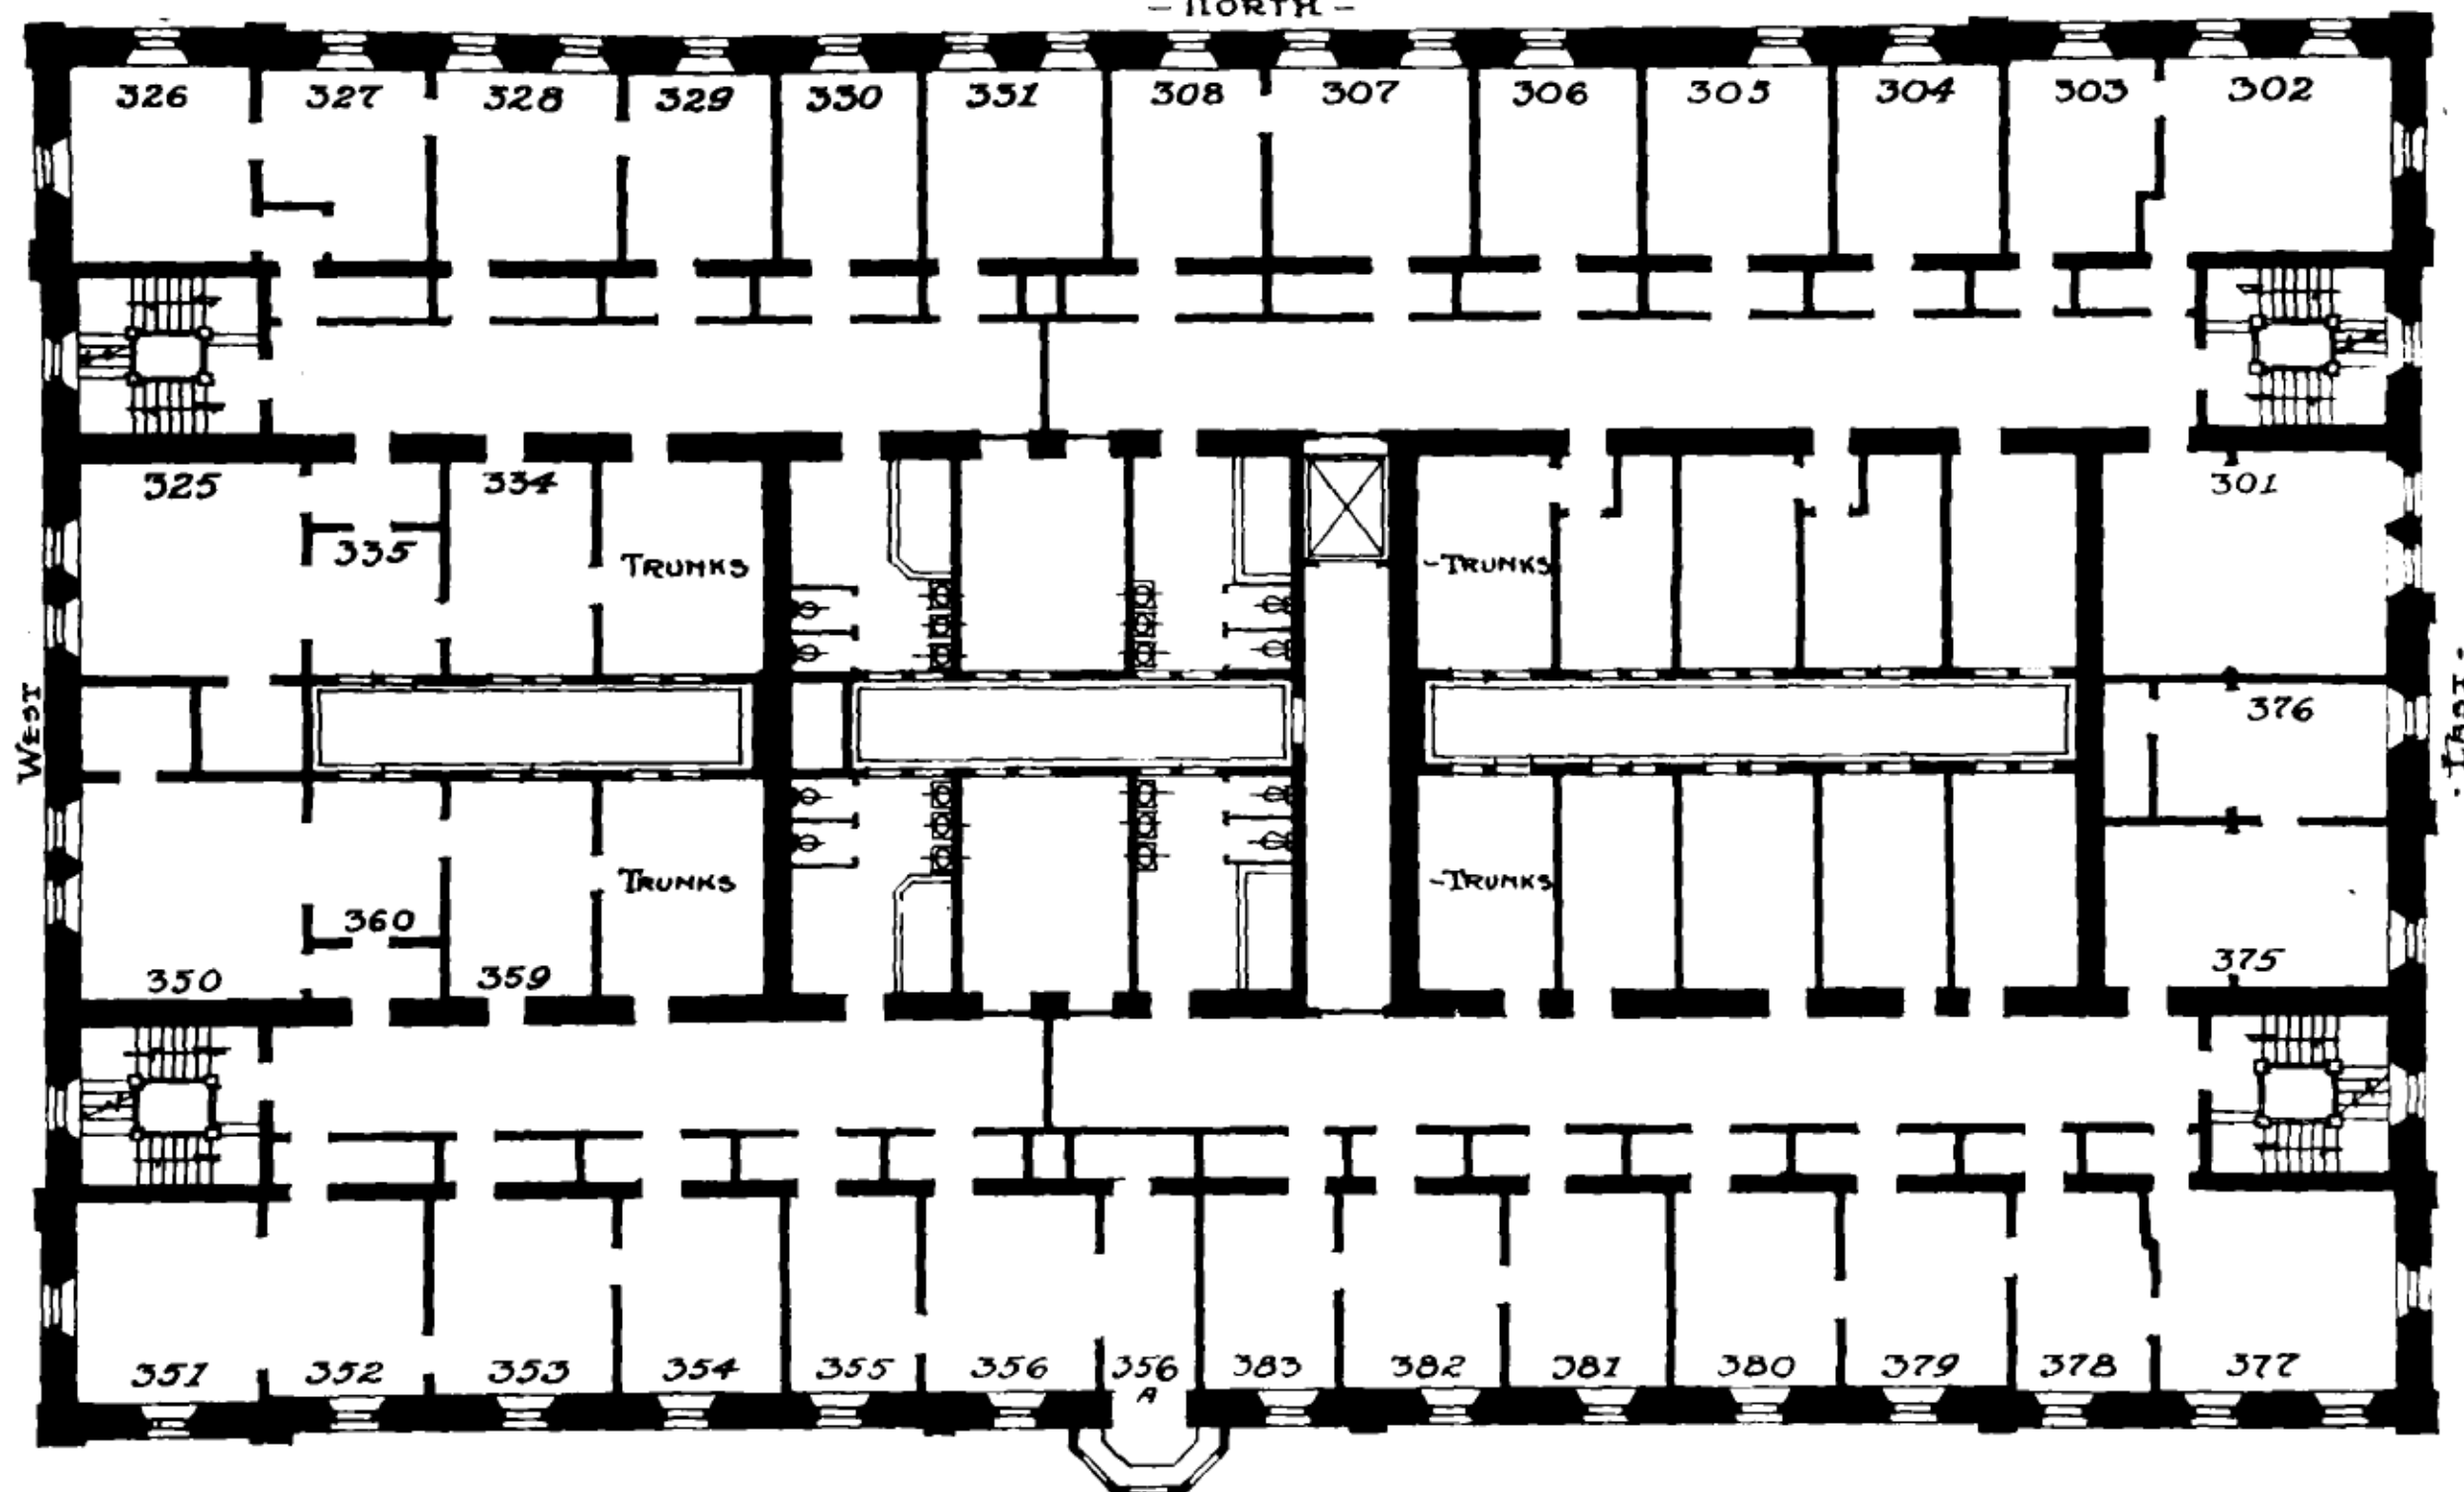 - NORTH -
326 327 328 329 330 331 308 307 306 305 304 303 302
325 334 301
335 TRUNKS -TRUNKS
WEST 376 - EAST -
360 TRUNKS -TRUNKS
350 359 375
351 352 353 354 355 356 356 A 383 382 381 380 379 378 377